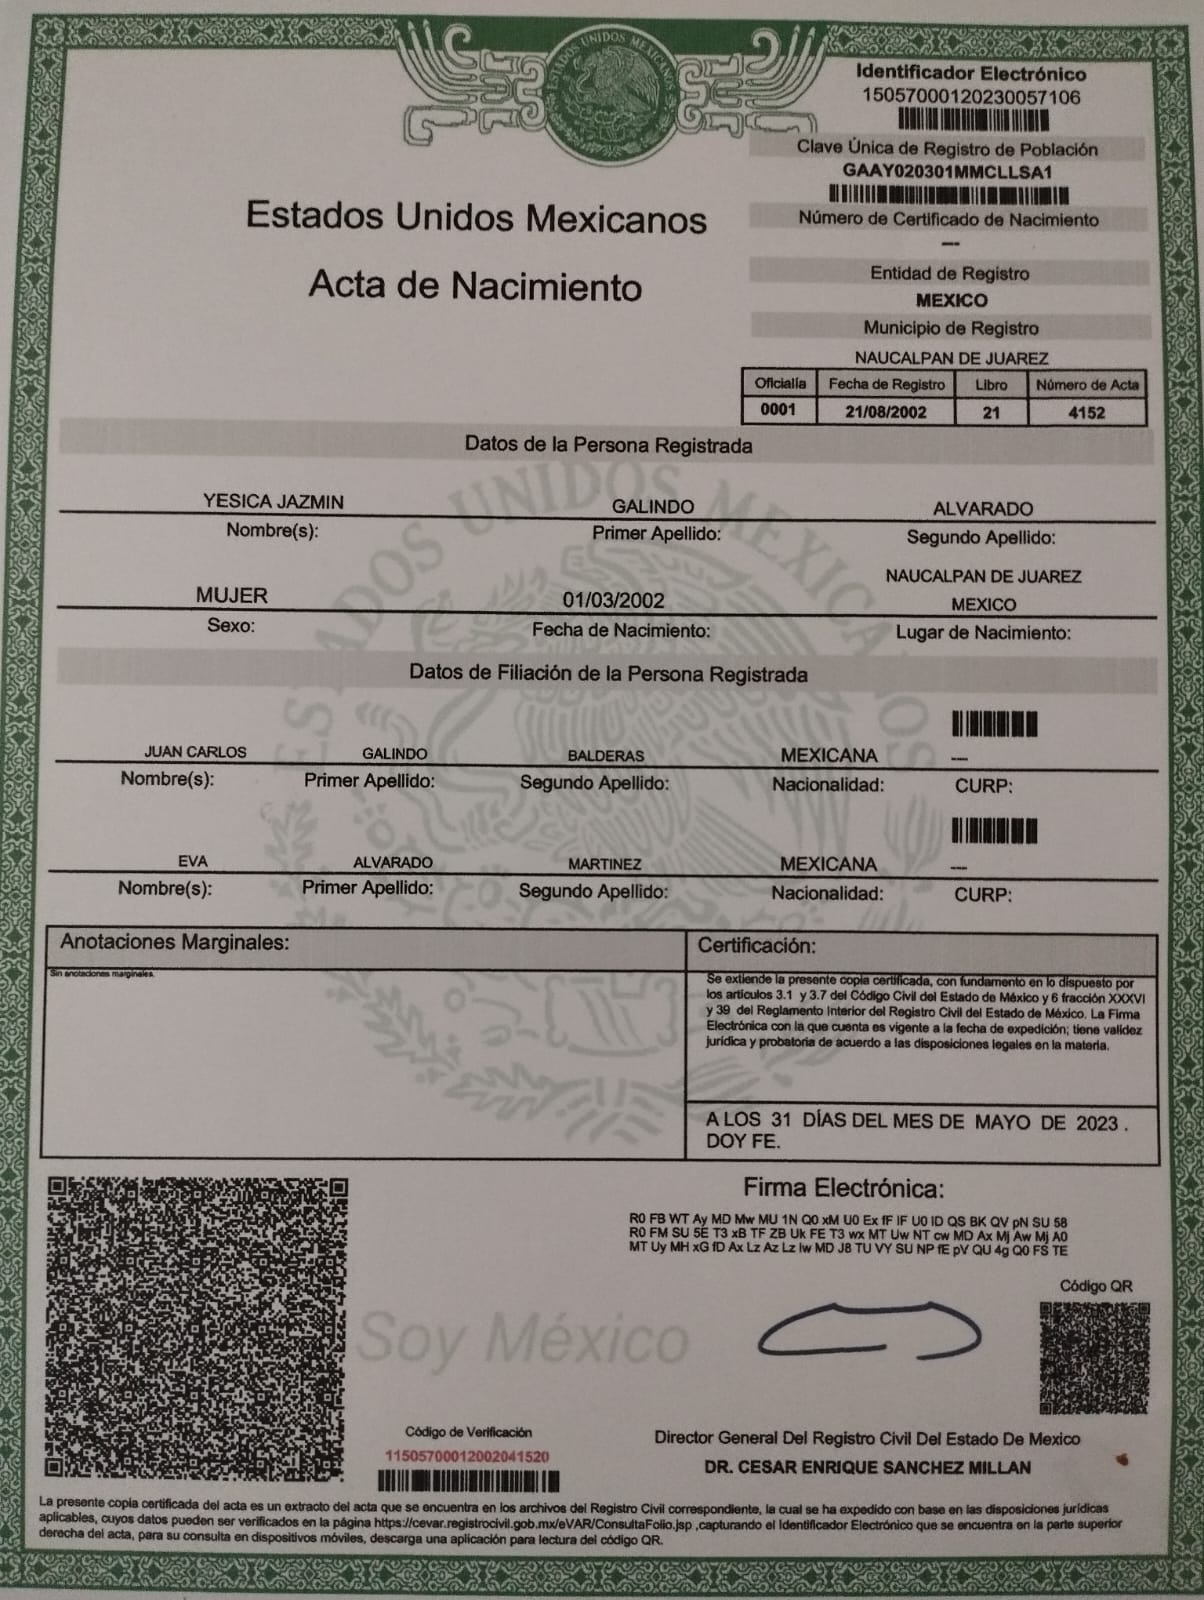 ESTADOS UNIDOS MEXICANOS
Identificador Electrónico
15057000120230057106
Clave Única de Registro de Población
GAAY020301MMCLLSA1
Número de Certificado de Nacimiento
---
Estados Unidos Mexicanos
Acta de Nacimiento
Entidad de Registro
MEXICO
Municipio de Registro
NAUCALPAN DE JUAREZ
Oficialía Fecha de Registro Libro Número de Acta
0001 21/08/2002 21 4152
Datos de la Persona Registrada
YESICA JAZMIN GALINDO ALVARADO
Nombre(s): Primer Apellido: Segundo Apellido:
NAUCALPAN DE JUAREZ
MUJER 01/03/2002 MEXICO
Sexo: Fecha de Nacimiento: Lugar de Nacimiento:
Datos de Filiación de la Persona Registrada
JUAN CARLOS GALINDO BALDERAS MEXICANA ---
Nombre(s): Primer Apellido: Segundo Apellido: Nacionalidad: CURP:
EVA ALVARADO MARTINEZ MEXICANA ---
Nombre(s): Primer Apellido: Segundo Apellido: Nacionalidad: CURP:
ESTADOS UNIDOS MEXICANOS
Anotaciones Marginales:
Sin anotaciones marginales.
Certificación:
Se extiende la presente copia certificada, con fundamento en lo dispuesto por
los artículos 3.1 y 3.7 del Código Civil del Estado de México y 6 fracción XXXVI
y 39 del Reglamento Interior del Registro Civil del Estado de México. La Firma
Electrónica con la que cuenta es vigente a la fecha de expedición; tiene validez
jurídica y probatoria de acuerdo a las disposiciones legales en la materia.
A LOS 31 DÍAS DEL MES DE MAYO DE 2023 .
DOY FE.
Firma Electrónica:
R0 FB WT Ay MD Mw MU 1N Q0 xM U0 Ex fF lF U0 lD QS BK QV pN SU 58
R0 FM SU 5E T3 xB TF ZB Uk FE T3 wx MT Uw NT cw MD Ax Mj Aw Mj A0
MT Uy MH xG fD Ax Lz Az Lz Iw MD J8 TU VY SU NP fE pV QU 4g Q0 FS TE
Código QR
Soy México
Código de Verificación
11505700012002041520
Director General Del Registro Civil Del Estado De Mexico
DR. CESAR ENRIQUE SANCHEZ MILLAN
La presente copia certificada del acta es un extracto del acta que se encuentra en los archivos del Registro Civil correspondiente, la cual se ha expedido con base en las disposiciones jurídicas
aplicables, cuyos datos pueden ser verificados en la página https://cevar.registrocivil.gob.mx/eVAR/ConsultaFolio.jsp ,capturando el Identificador Electrónico que se encuentra en la parte superior
derecha del acta, para su consulta en dispositivos móviles, descarga una aplicación para lectura del código QR.